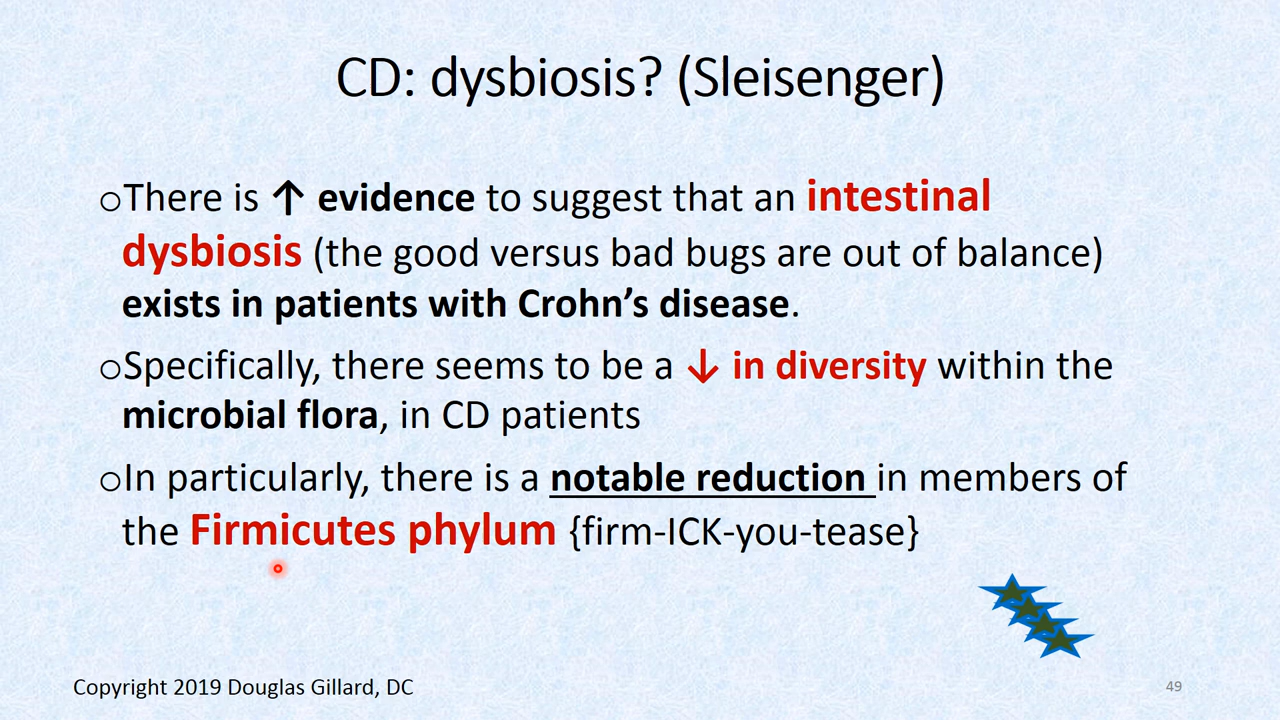 CD: dysbiosis? (Sleisenger)
○There is ↑ evidence to suggest that an intestinal
dysbiosis (the good versus bad bugs are out of balance)
exists in patients with Crohn’s disease.
○Specifically, there seems to be a ↓ in diversity within the
microbial flora, in CD patients
○In particularly, there is a notable reduction in members of
the Firmicutes phylum {firm-ICK-you-tease}
Copyright 2019 Douglas Gillard, DC
49